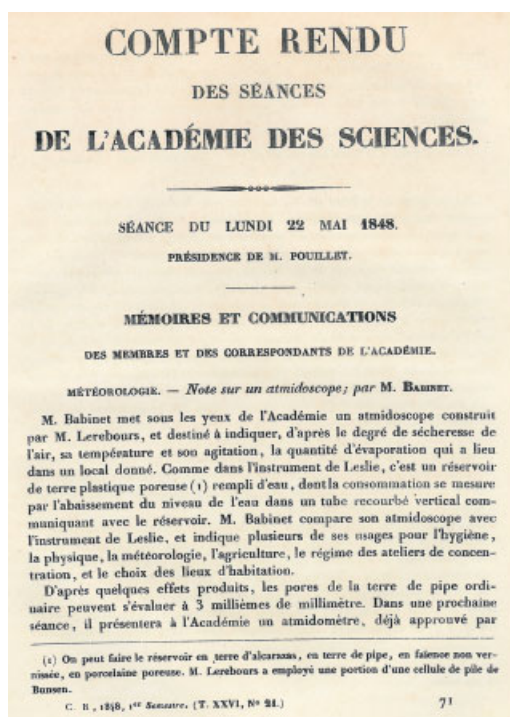 COMPTE RENDU
DES SÉANCES
DE L'ACADÉMIE DES SCIENCES.
SÉANCE DU LUNDI 22 MAI 1848.
PRÉSIDENCE DE M. POUILLET.
MÉMOIRES ET COMMUNICATIONS
DES MEMBRES ET DES CORRESPONDANTS DE L'ACADÉMIE.
MÉTÉOROLOGIE. — Note sur un atmidoscope; par M. BABINET.
M. Babinet met sous les yeux de l'Académie un atmidoscope construit
par M. Lerebours, et destiné à indiquer, d'après le degré de sécheresse de
l'air, sa température et son agitation, la quantité d'évaporation qui a lieu
dans un local donné. Comme dans l'instrument de Leslie, c'est un réservoir
de terre plastique poreuse (1) rempli d'eau, dont la consommation se mesure
par l'abaissement du niveau de l'eau dans un tube recourbé vertical com-
muniquant avec le réservoir. M. Babinet compare son atmidoscope avec
l'instrument de Leslie, et indique plusieurs de ses usages pour l'hygiène,
la physique, la météorologie, l'agriculture, le régime des ateliers de concen-
tration, et le choix des lieux d'habitation.
D'après quelques effets produits, les pores de la terre de pipe ordi-
naire peuvent s'évaluer à 3 millièmes de millimètre. Dans une prochaine
séance, il présentera à l'Académie un atmidomètre, déjà approuvé par
(1) On peut faire le réservoir en terre d'alcarazas, en terre de pipe, en faïence non ver-
nissée, en porcelaine poreuse. M. Lerebours a employé une portion d'une cellule de pile de
Bunsen.
C. R., 1848, 1er Semestre. (T. XXVI, N° 21.)
71